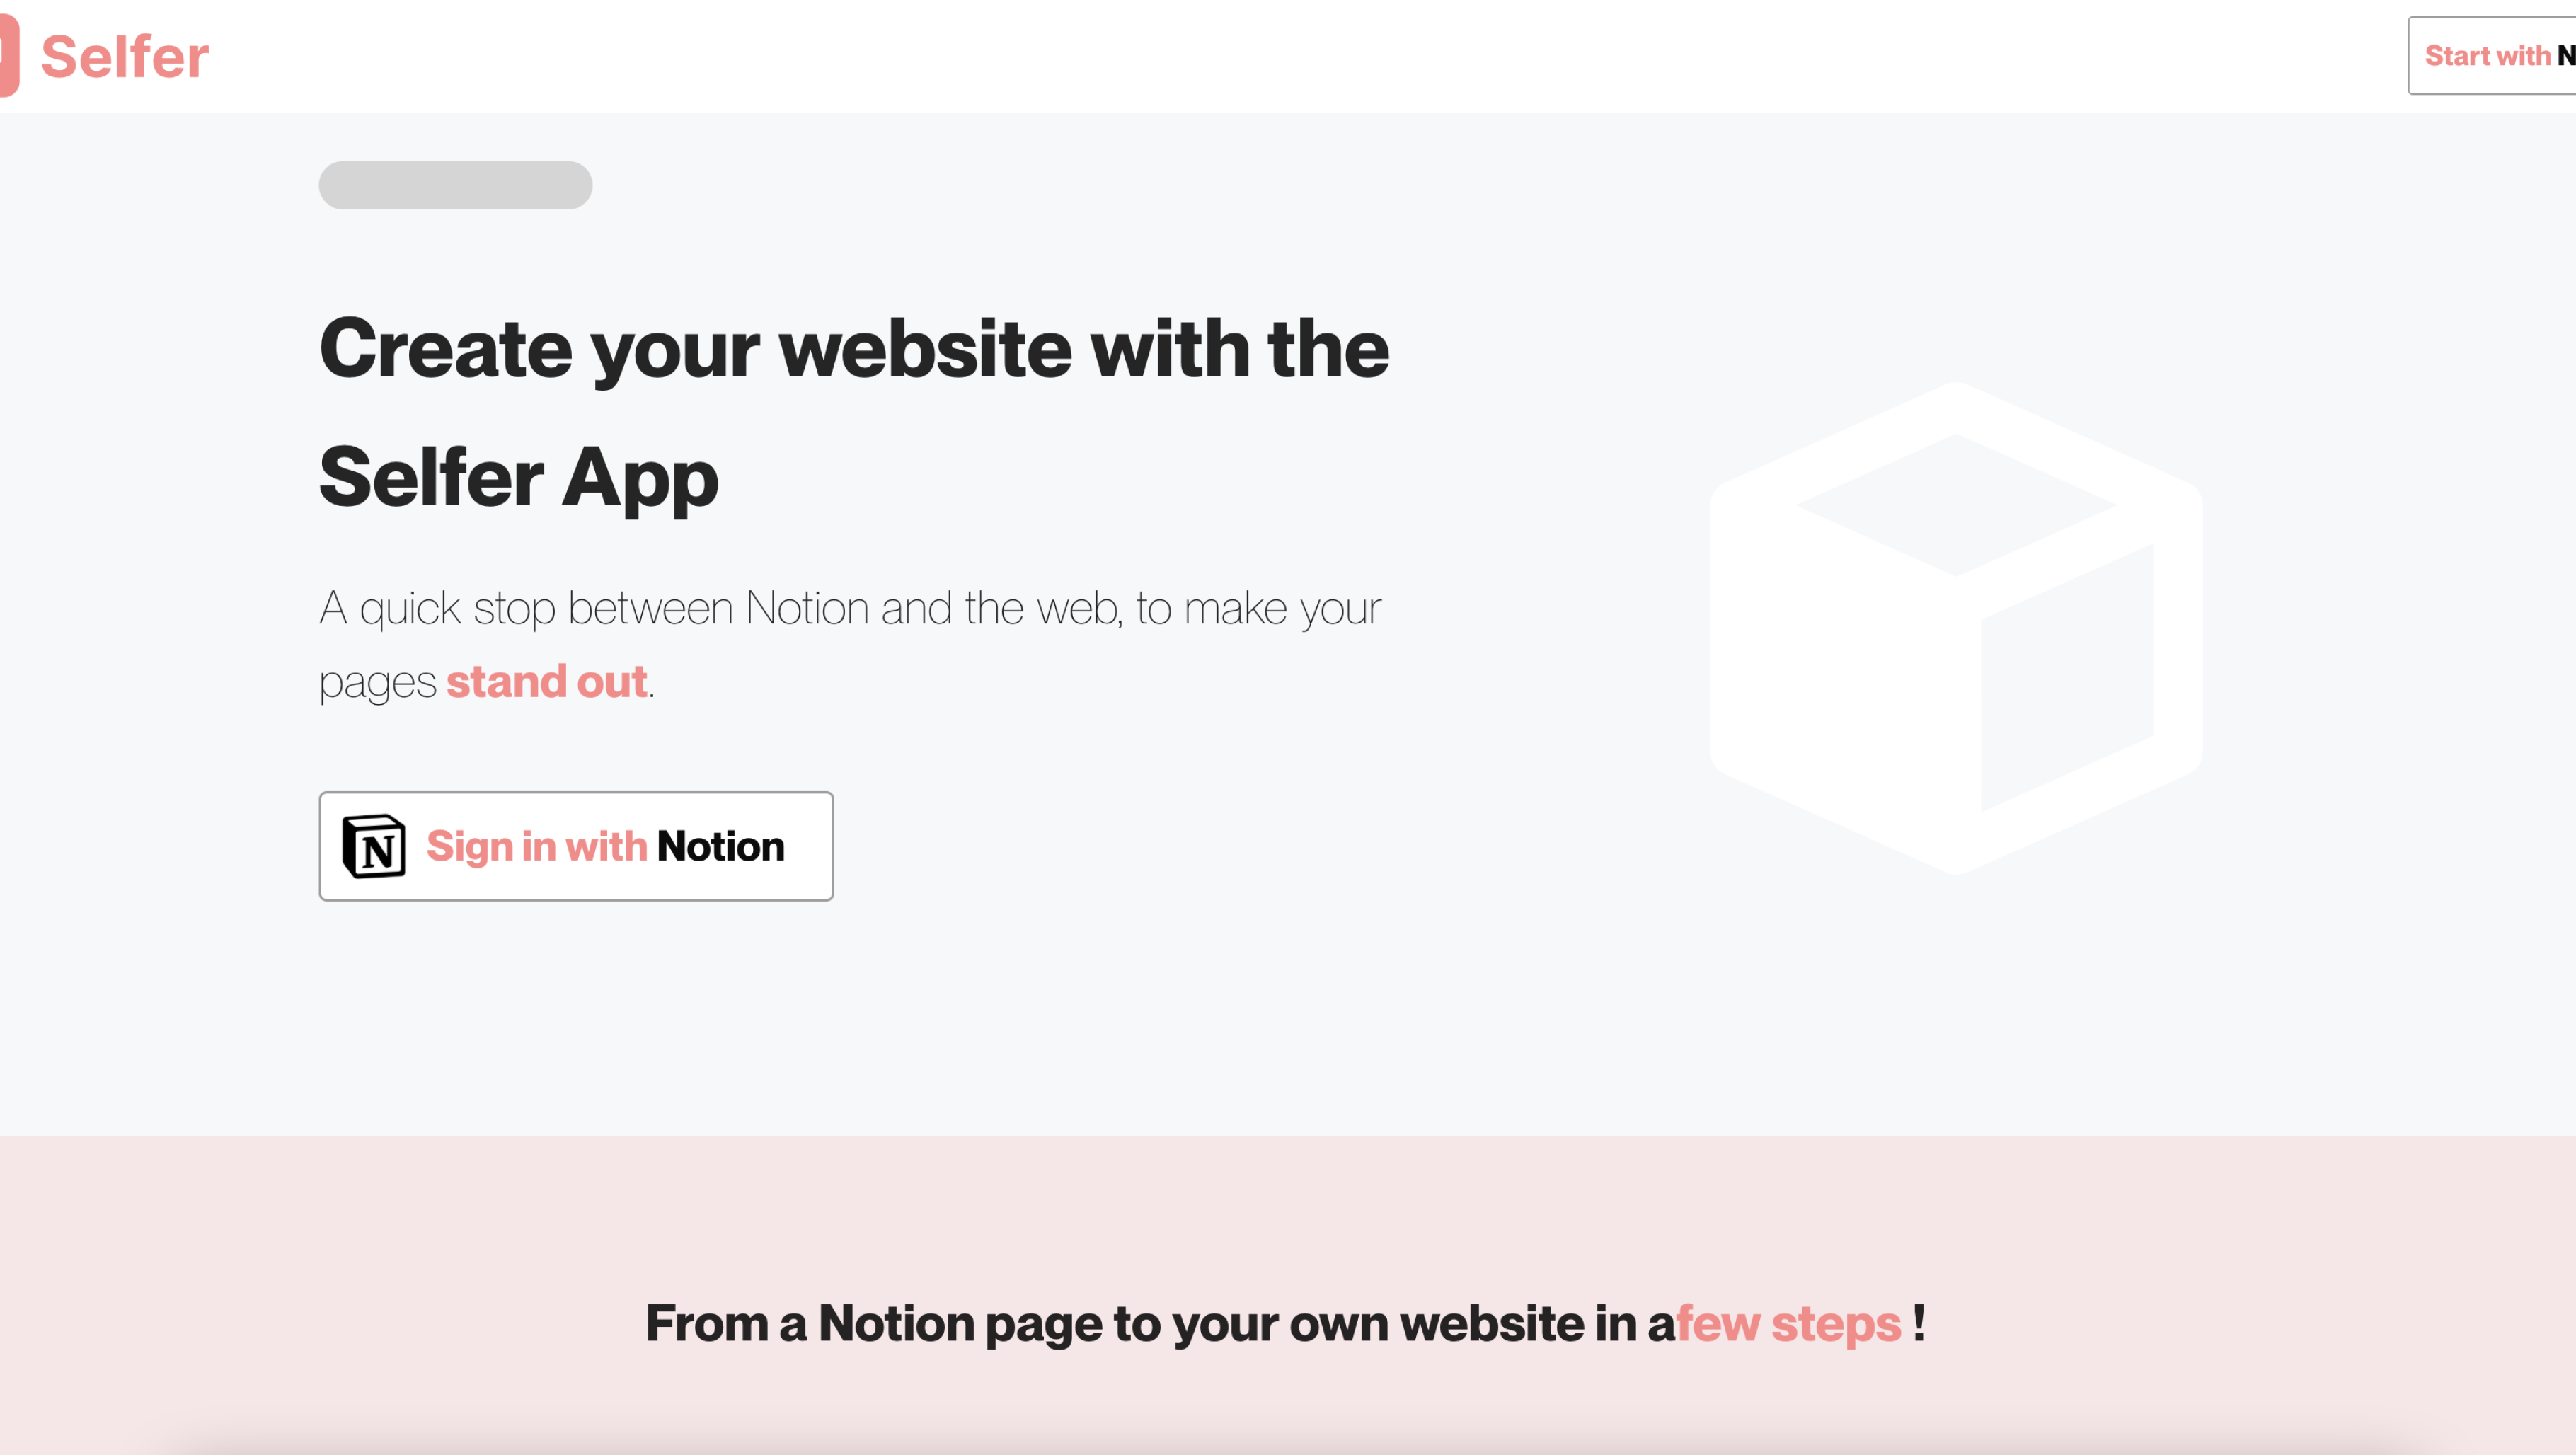 Selfer
Start with
Create your website with the
Selfer App
A quick stop between Notion and the web, to make your
pages stand out.
N Sign in with Notion
From a Notion page to your own website in afew steps !